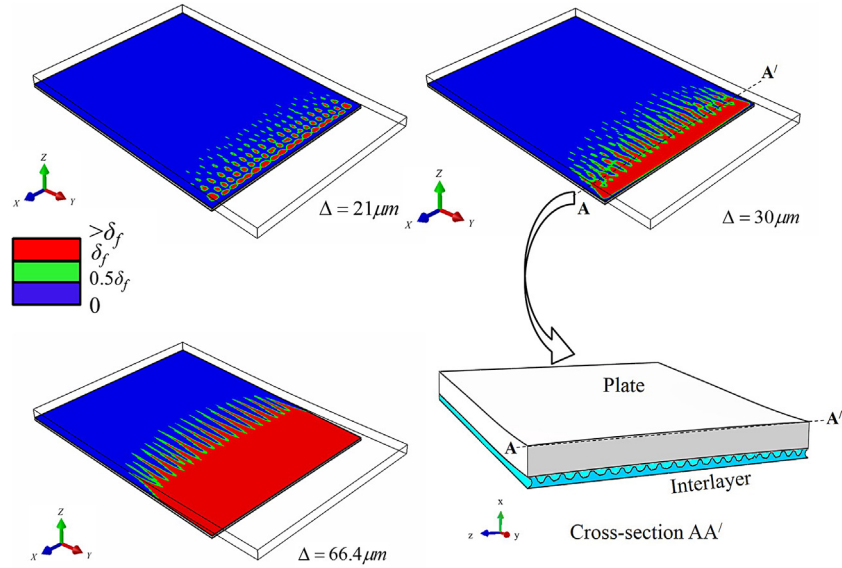 Z
X
Y
Δ = 21μm
A/
Z
X
Y
A
Δ = 30μm
>δf
δf
0.5δf
0
Z
X
Y
Δ = 66.4μm
Plate
A
A/
Interlayer
x
z
y
Cross-section AA/